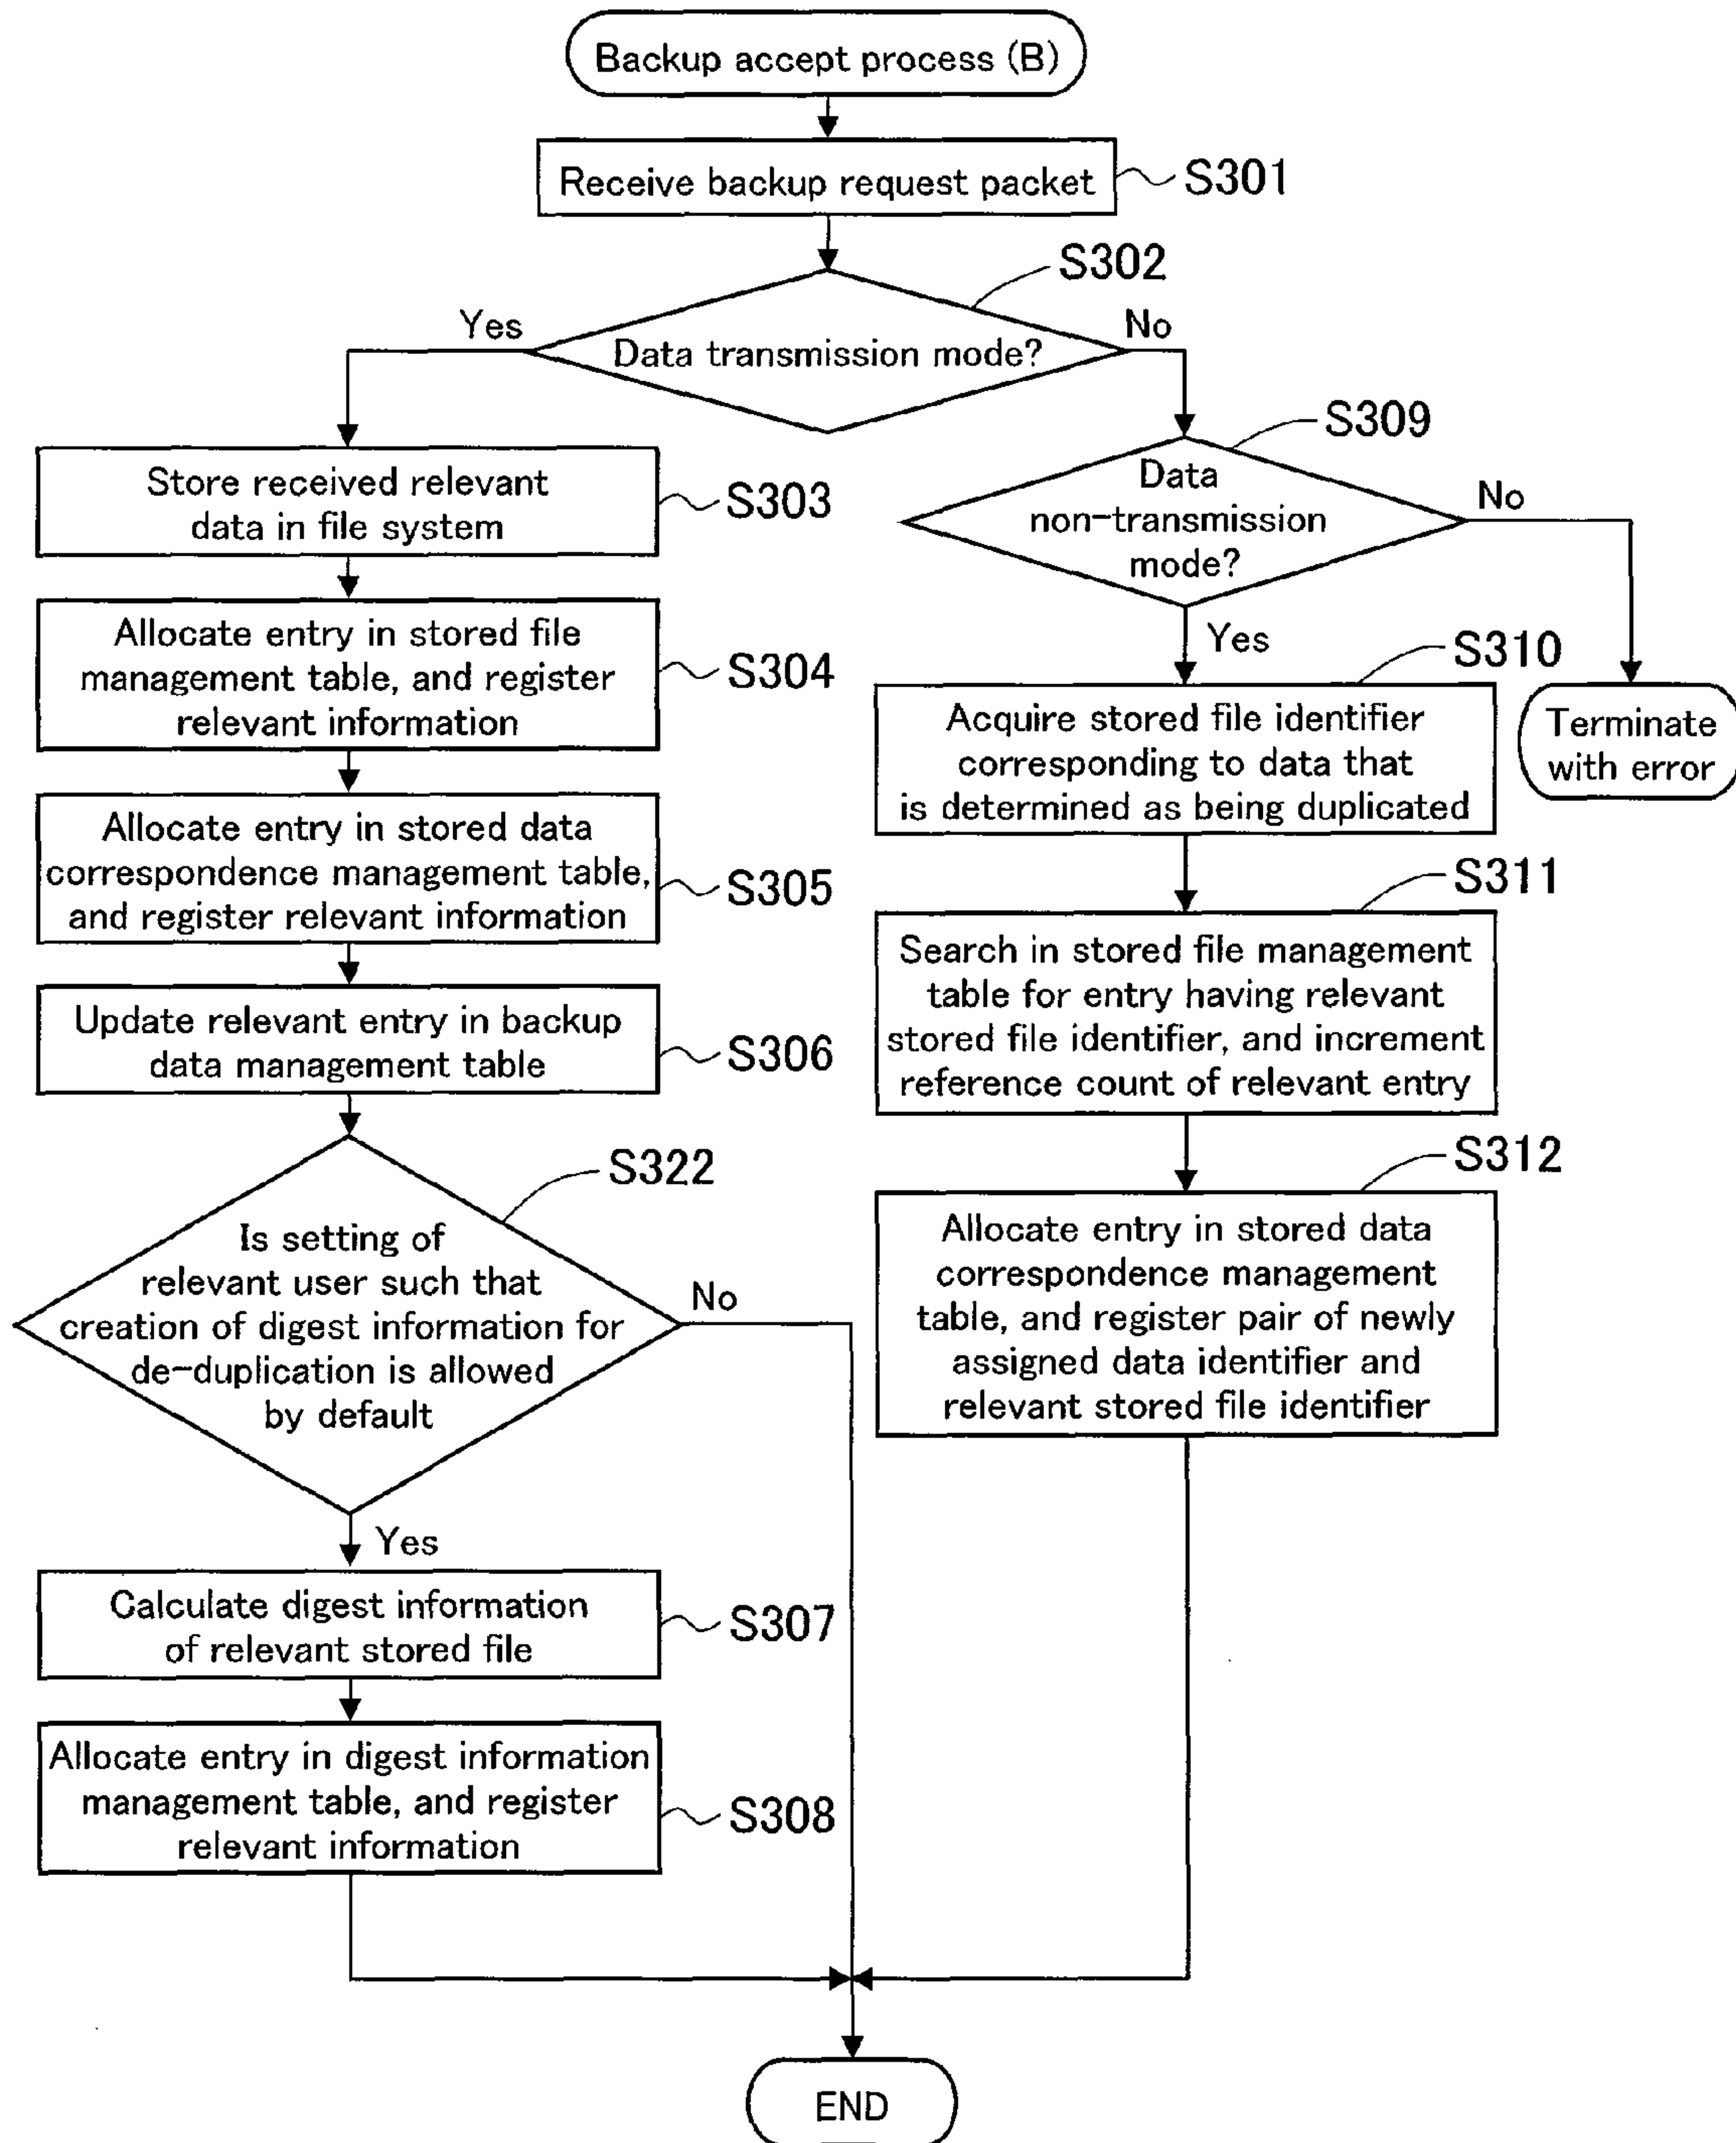 Backup accept process (B)
Receive backup request packet
S301
S302
Yes
No
Data transmission mode?
S309
Store received relevant
data in file system
S303
Data
non-transmission
mode?
No
Yes
Allocate entry in stored file
management table, and register
relevant information
S304
S310
Acquire stored file identifier
corresponding to data that
is determined as being duplicated
Terminate
with error
Allocate entry in stored data
correspondence management table,
and register relevant information
S305
S311
Search in stored file management
table for entry having relevant
stored file identifier, and increment
reference count of relevant entry
Update relevant entry in backup
data management table
S306
S322
Is setting of
relevant user such that
creation of digest information for
de-duplication is allowed
by default
No
Yes
S312
Allocate entry in stored data
correspondence management
table, and register pair of newly
assigned data identifier and
relevant stored file identifier
Calculate digest information
of relevant stored file
S307
Allocate entry in digest information
management table, and register
relevant information
S308
END